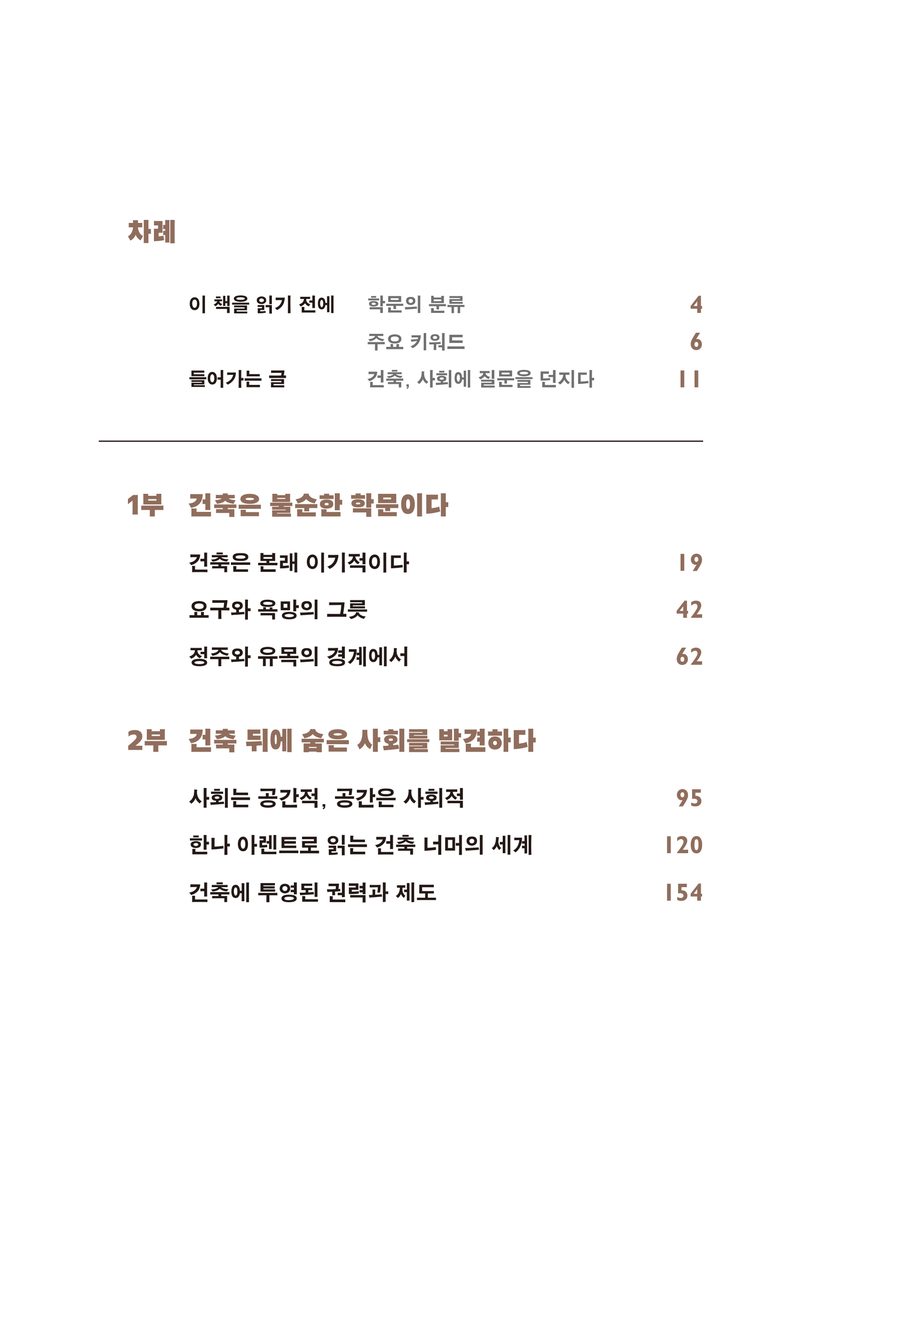 차례
이 책을 읽기 전에 학문의 분류 4
주요 키워드 6
들어가는 글 건축, 사회에 질문을 던지다 11
1부 건축은 불순한 학문이다
건축은 본래 이기적이다 19
요구와 욕망의 그릇 42
정주와 유목의 경계에서 62
2부 건축 뒤에 숨은 사회를 발견하다
사회는 공간적, 공간은 사회적 95
한나 아렌트로 읽는 건축 너머의 세계 120
건축에 투영된 권력과 제도 154